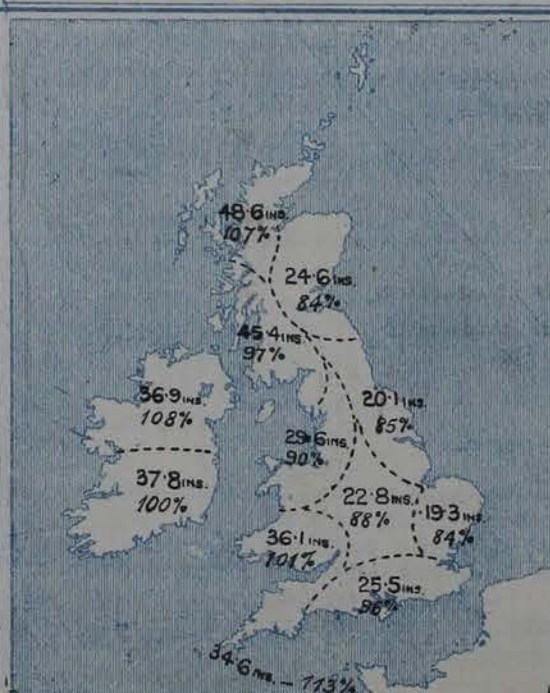 48·6 INS.
107%
24·6 INS.
84%
45·4 INS.
97%
36·9 INS.
108%
20·1 INS.
85%
29·6 INS.
90%
37·8 INS.
100%
22·8 INS.
88%
19·3 INS.
84%
36·1 INS.
101%
25·5 INS.
96%
34·6 INS. — 113%